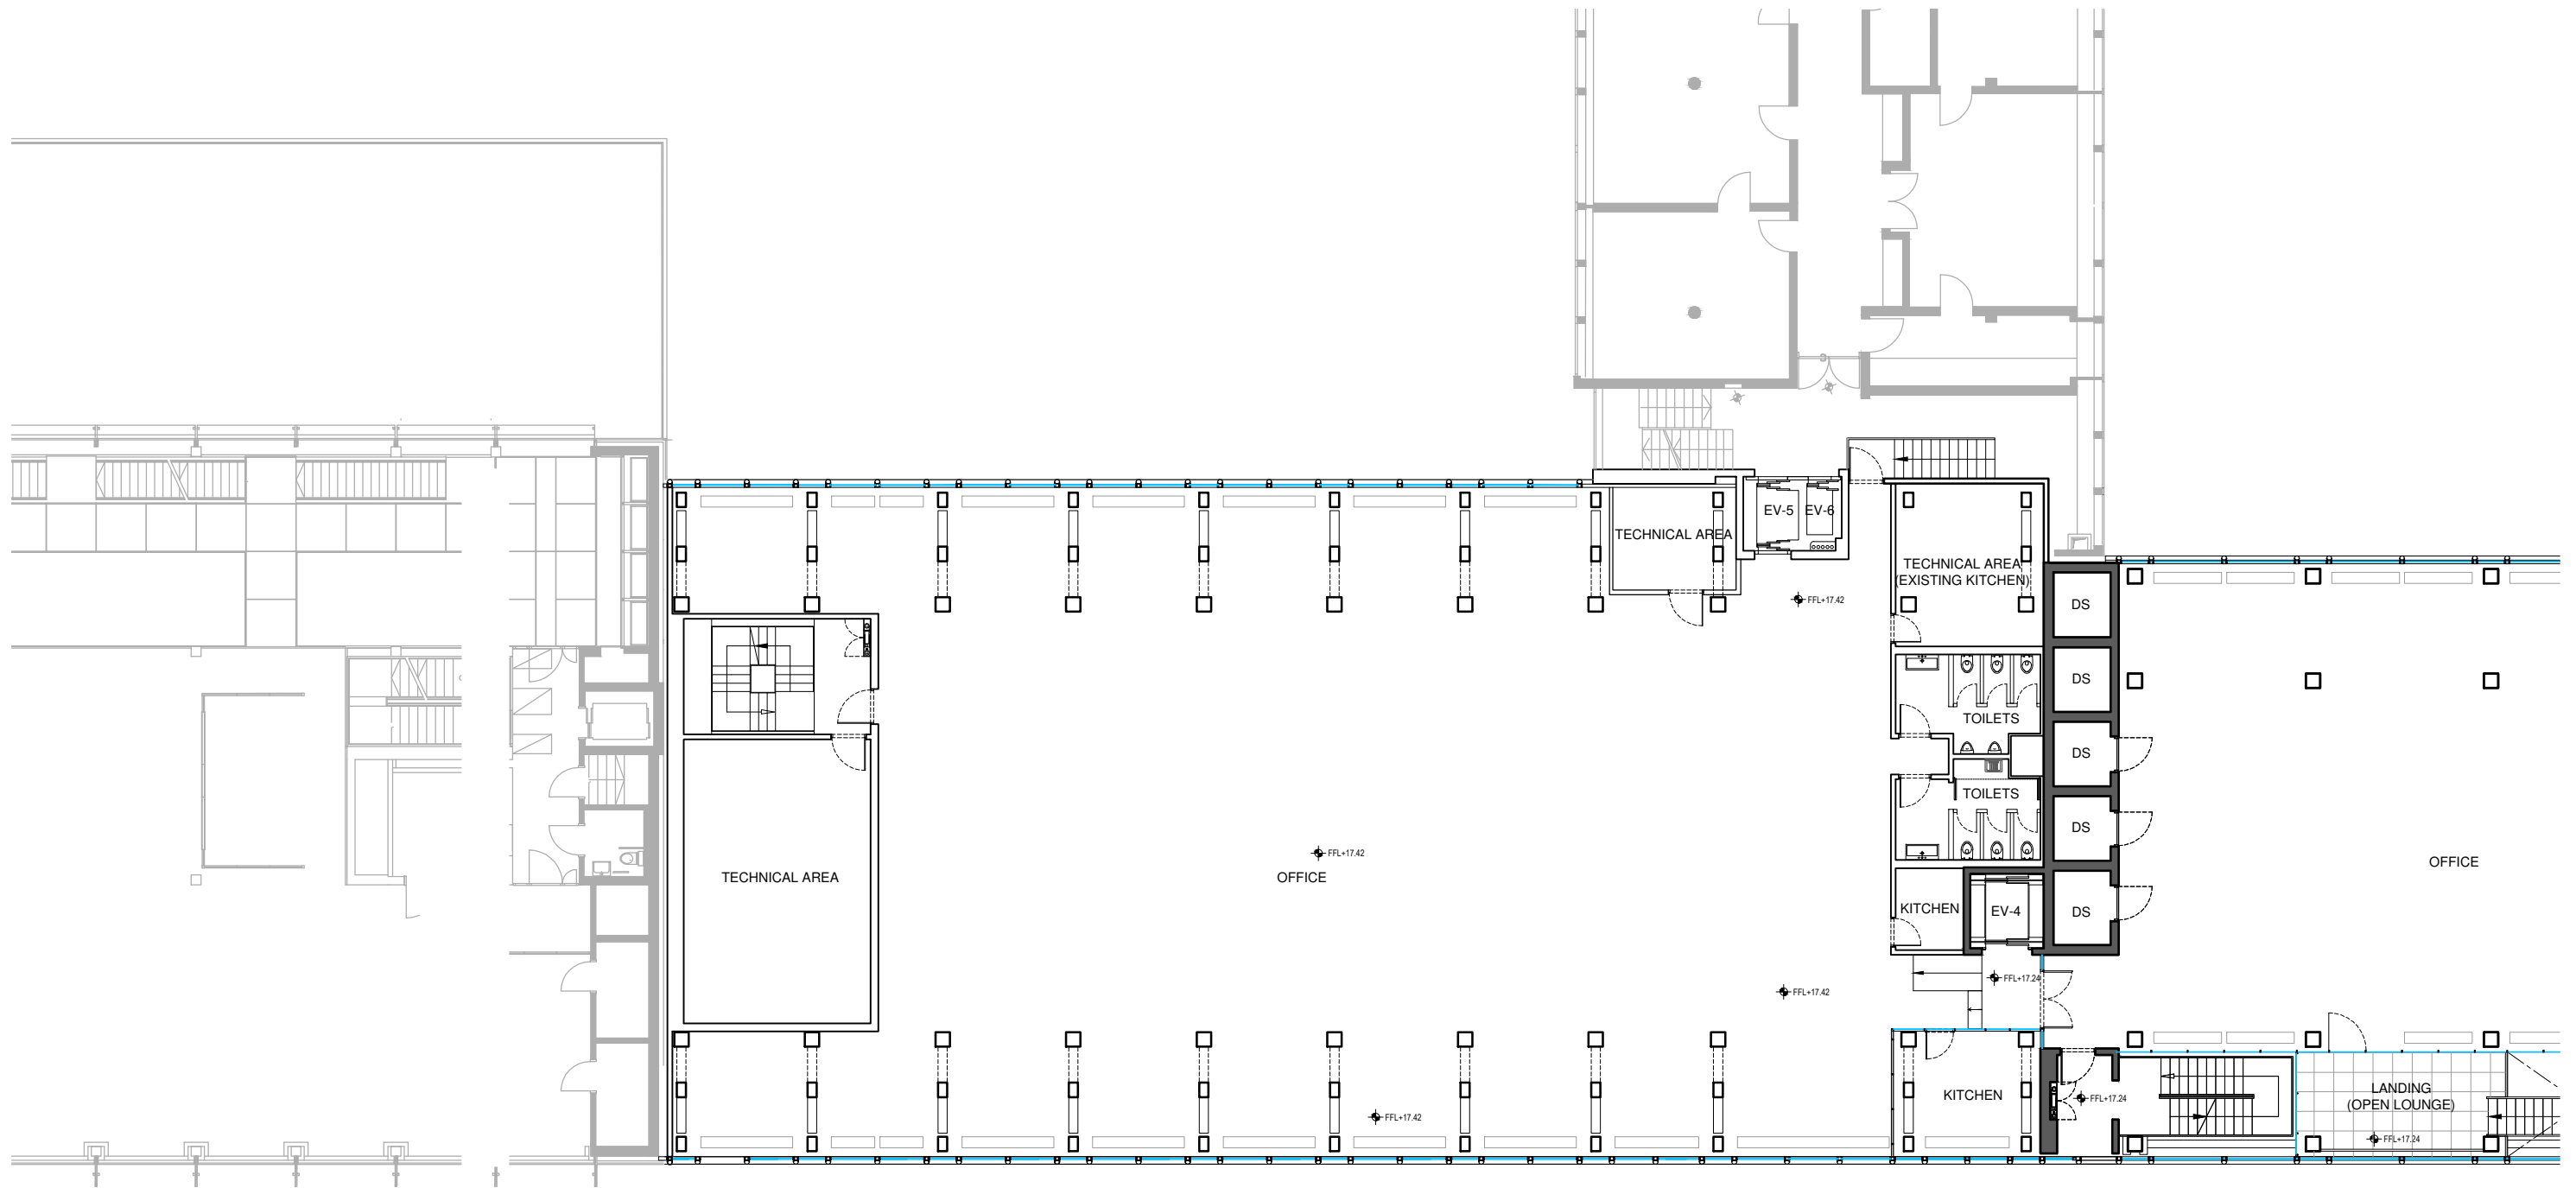 EV-5
EV-6
TECHNICAL AREA
TECHNICAL AREA
(EXISTING KITCHEN)
FFL+17.42
DS
DS
TOILETS
DS
TOILETS
DS
FFL+17.42
OFFICE
TECHNICAL AREA
OFFICE
KITCHEN
EV-4
DS
FFL+17.24
FFL+17.42
KITCHEN
LANDING
(OPEN LOUNGE)
FFL+17.24
FFL+17.42
FFL+17.24